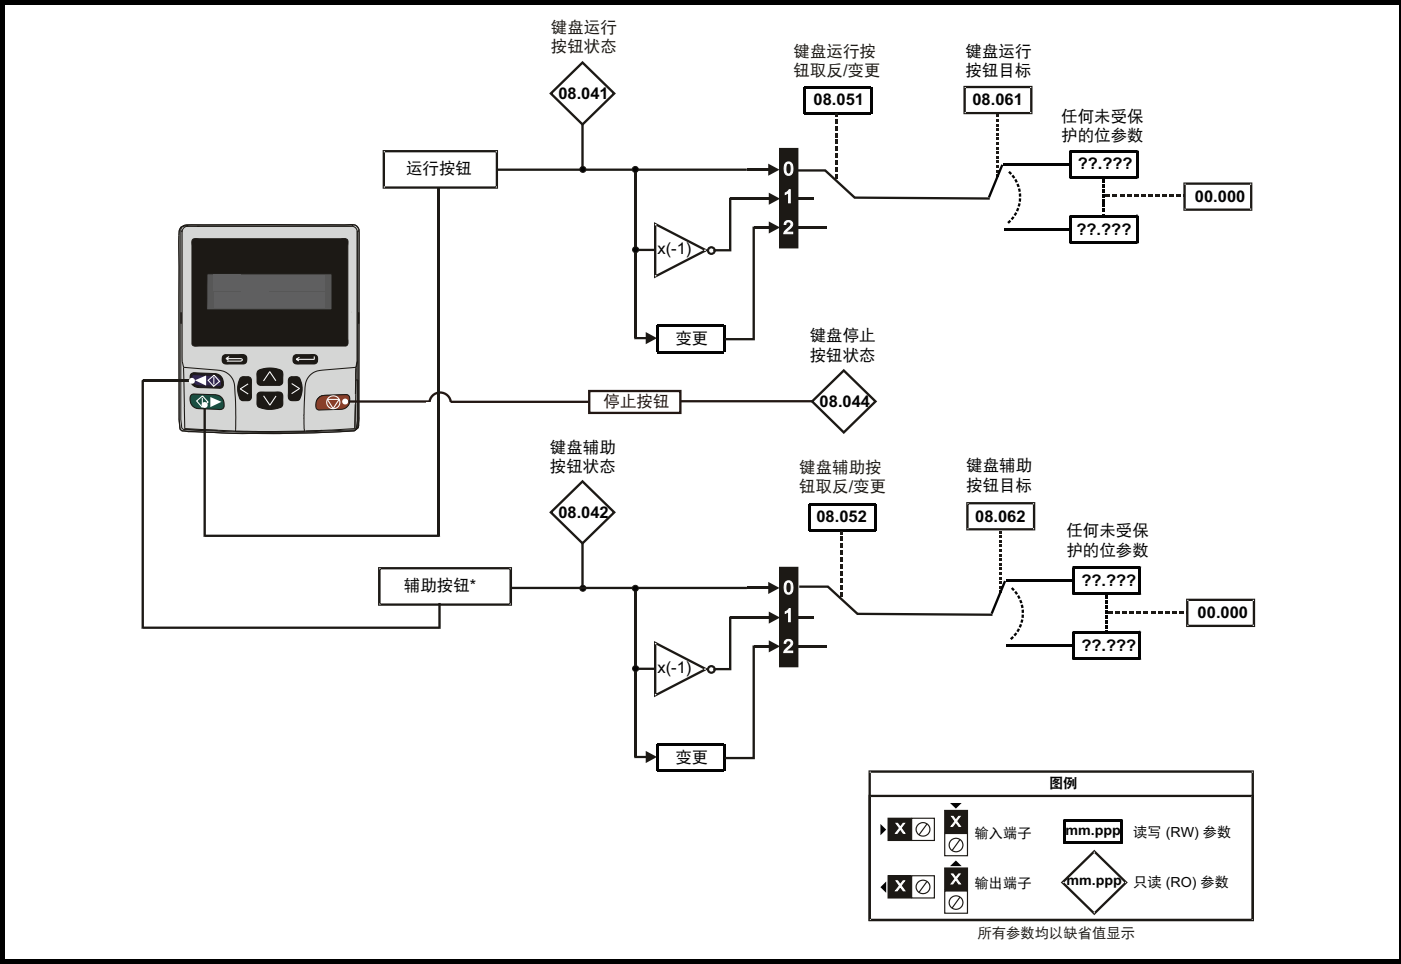 键盘运行
按钮状态
08.041
键盘运行按
钮取反/变更
08.051
键盘运行
按钮目标
08.061
任何未受保
护的位参数
??.???
??.???
00.000
运行按钮
0
1
2
x(-1)
变更
键盘停止
按钮状态
停止按钮
08.044
键盘辅助
按钮状态
08.042
键盘辅助按
钮取反/变更
08.052
键盘辅助
按钮目标
08.062
任何未受保
护的位参数
??.???
??.???
00.000
辅助按钮*
0
1
2
x(-1)
变更
图例
X
X
输入端子
mm.ppp
读写 (RW) 参数
X
X
输出端子
mm.ppp
只读 (RO) 参数
所有参数均以缺省值显示